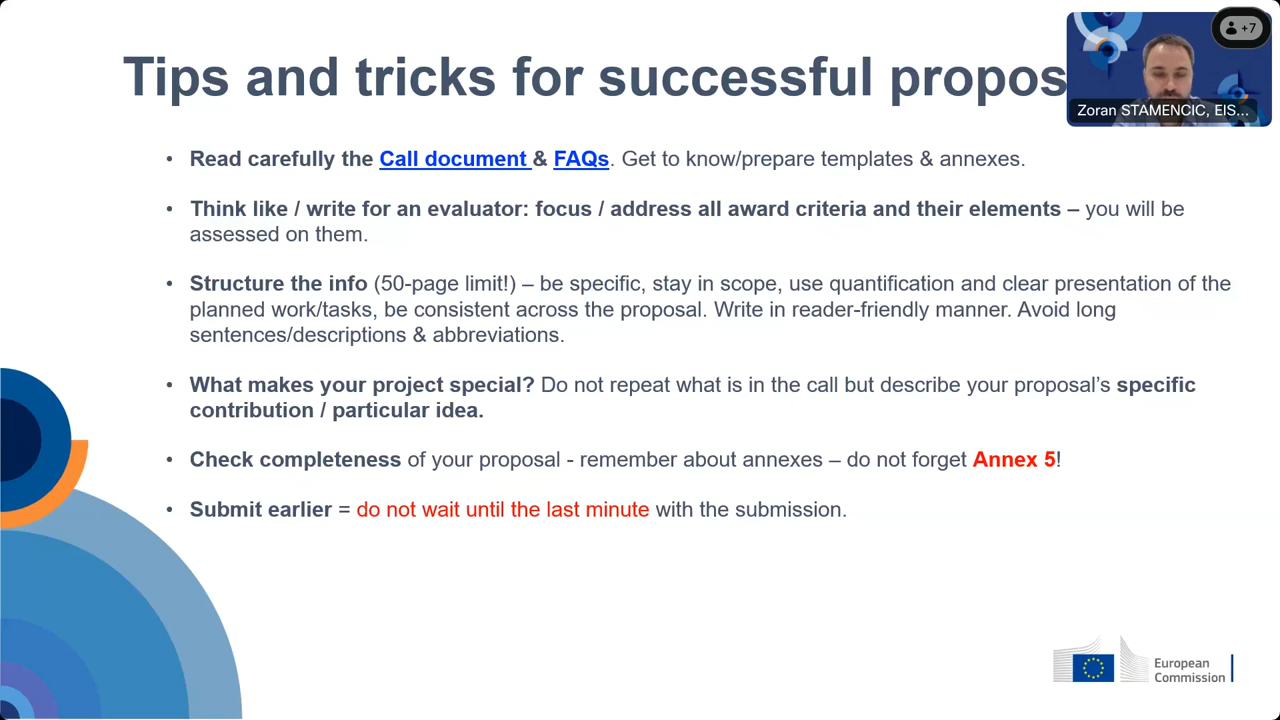 Tips and tricks for successful propos
+7
Zoran STAMENCIC, EIS...
• Read carefully the Call document & FAQs. Get to know/prepare templates & annexes.
• Think like / write for an evaluator: focus / address all award criteria and their elements – you will be
assessed on them.
• Structure the info (50-page limit!) – be specific, stay in scope, use quantification and clear presentation of the
planned work/tasks, be consistent across the proposal. Write in reader-friendly manner. Avoid long
sentences/descriptions & abbreviations.
• What makes your project special? Do not repeat what is in the call but describe your proposal’s specific
contribution / particular idea.
• Check completeness of your proposal - remember about annexes – do not forget Annex 5!
• Submit earlier = do not wait until the last minute with the submission.
European
Commission